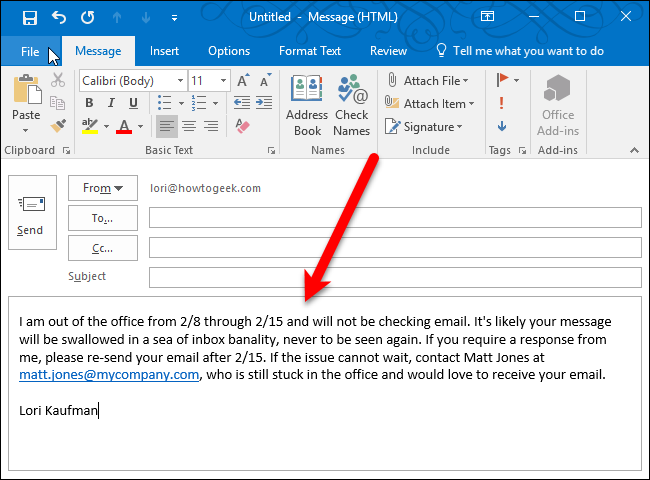 Untitled - Message (HTML)
File Message Insert Options Format Text Review Tell me what you want to do
Calibri (Body) 11
Paste
B I U
ab A
Address Book
Check Names
Attach File
Attach Item
Signature
Office Add-ins
Clipboard Basic Text Names Include Tags Add-ins
From lori@howtogeek.com
To...
Send
Cc...
Subject
I am out of the office from 2/8 through 2/15 and will not be checking email. It's likely your message
will be swallowed in a sea of inbox banality, never to be seen again. If you require a response from
me, please re-send your email after 2/15. If the issue cannot wait, contact Matt Jones at
matt.jones@mycompany.com, who is still stuck in the office and would love to receive your email.
Lori Kaufman